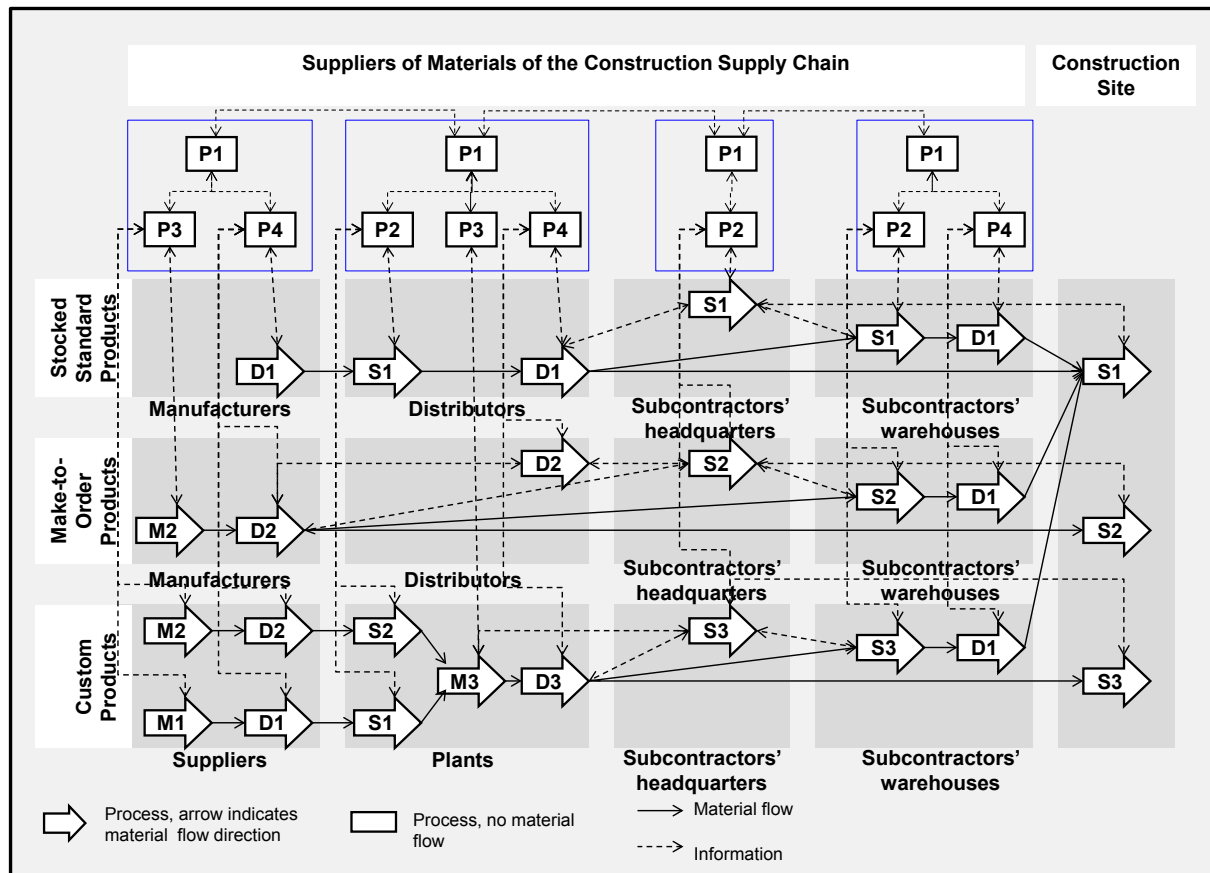 Suppliers of Materials of the Construction Supply Chain
Construction
Site
P1
P1
P1
P1
P3
P4
P2
P3
P4
P2
P2
P4
Stocked
Standard
Products
S1
S1
D1
D1
S1
D1
S1
Manufacturers
Distributors
Subcontractors'
headquarters
Subcontractors'
warehouses
Make-to-
Order
Products
D2
S2
S2
D1
M2
D2
S2
Manufacturers
Distributors
Subcontractors'
headquarters
Subcontractors'
warehouses
Custom
Products
M2
D2
S2
S3
S3
D1
M3
D3
S3
M1
D1
S1
Suppliers
Plants
Subcontractors'
headquarters
Subcontractors'
warehouses
Process, arrow indicates
material flow direction
Process, no material
flow
Material flow
Information